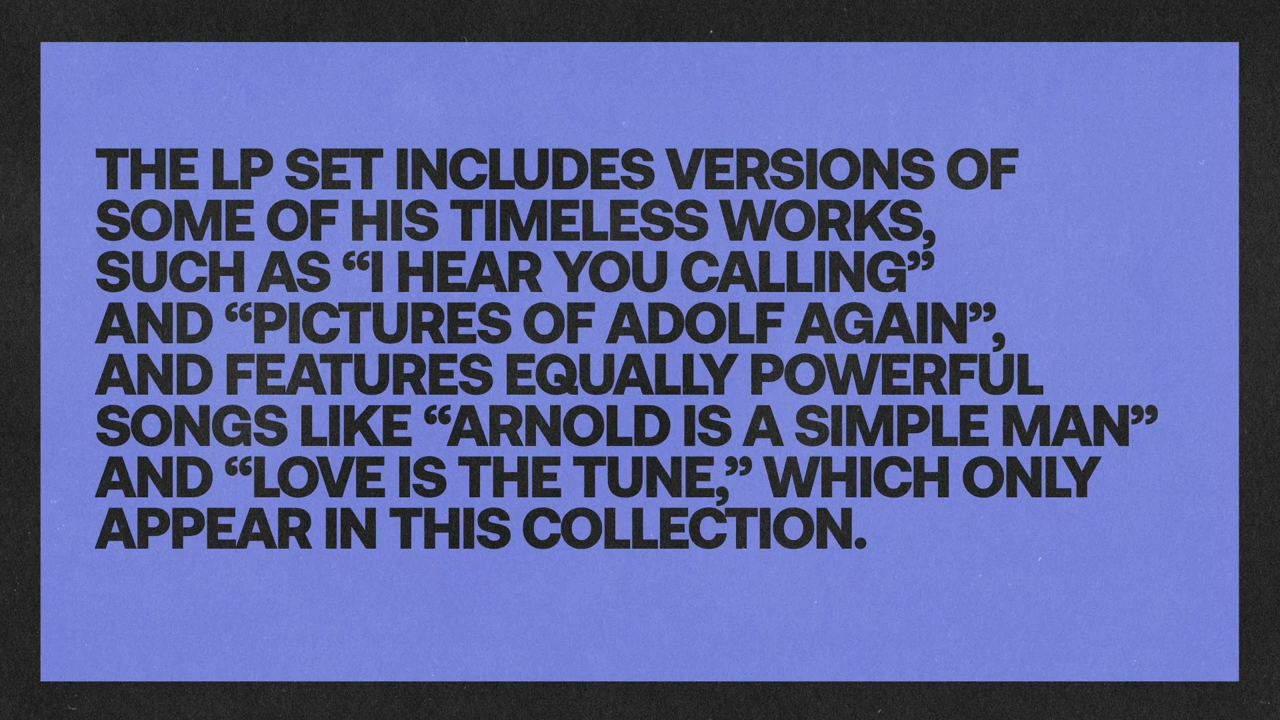 THE LP SET INCLUDES VERSIONS OF
SOME OF HIS TIMELESS WORKS,
SUCH AS “I HEAR YOU CALLING”
AND “PICTURES OF ADOLF AGAIN”,
AND FEATURES EQUALLY POWERFUL
SONGS LIKE “ARNOLD IS A SIMPLE MAN”
AND “LOVE IS THE TUNE,” WHICH ONLY
APPEAR IN THIS COLLECTION.